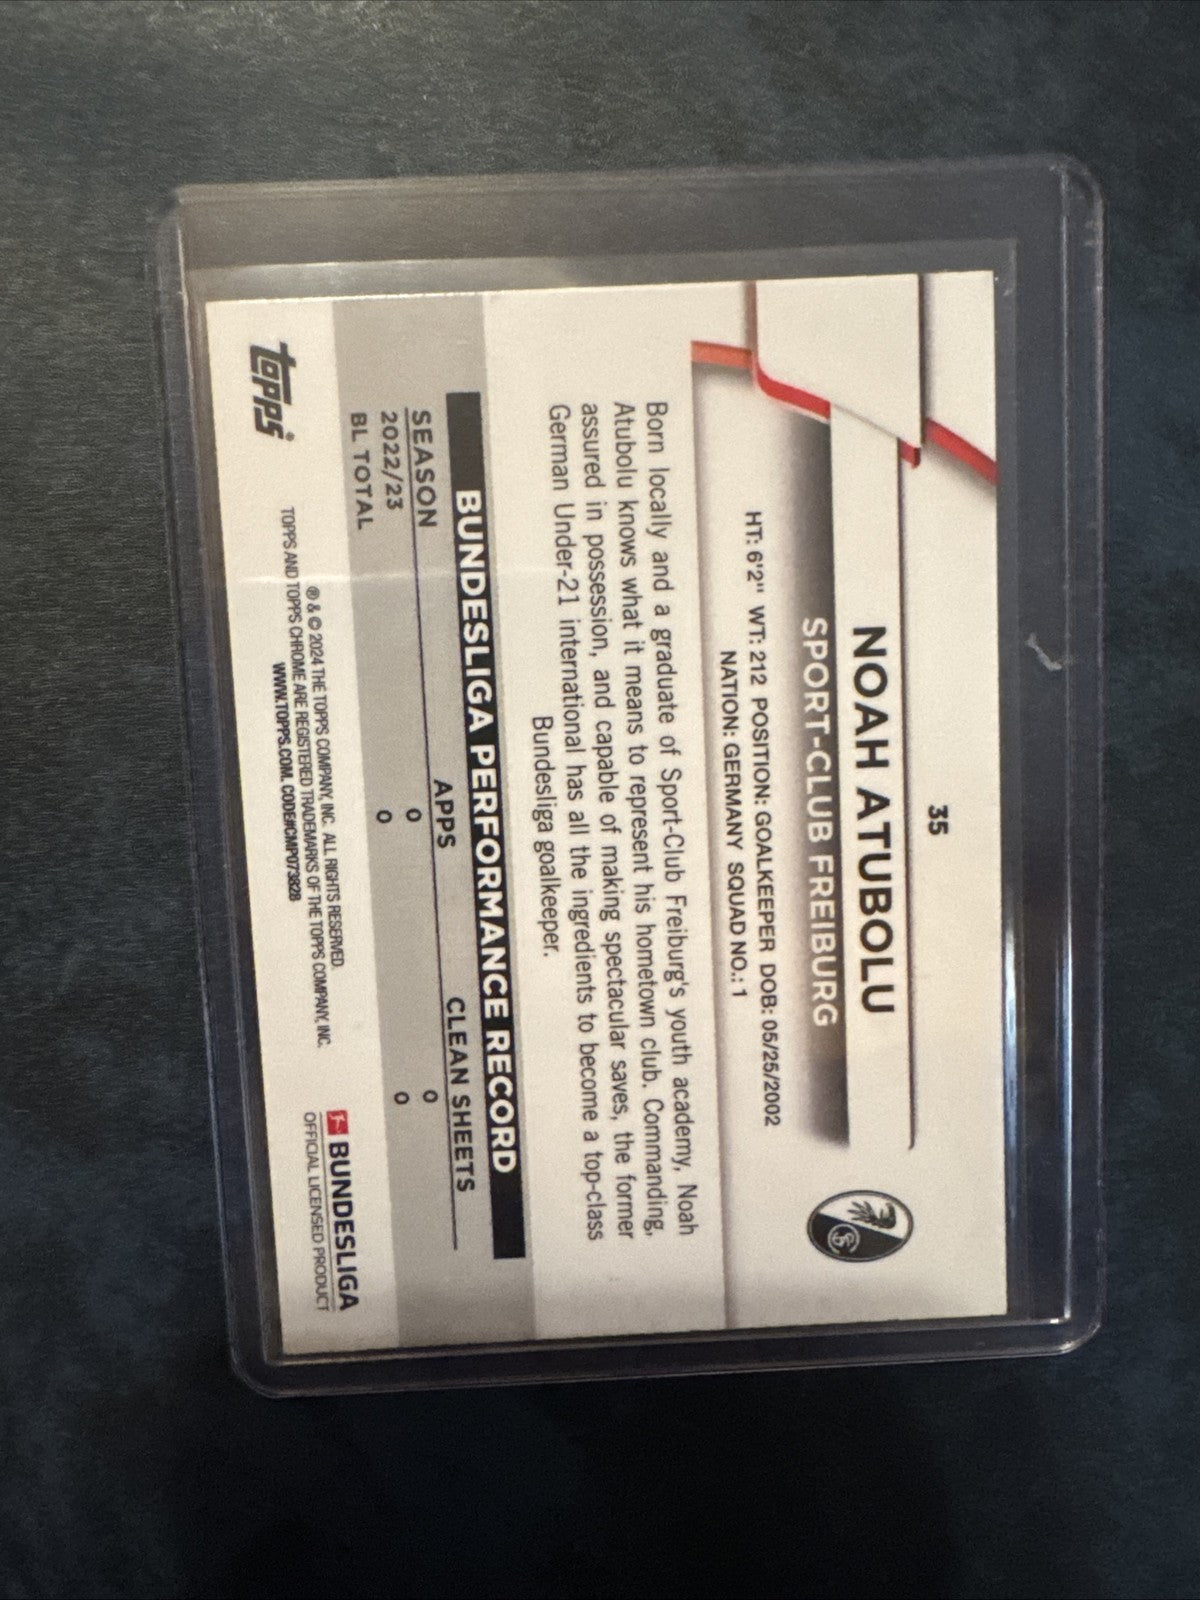 35
NOAH ATUBOLU
SPORT-CLUB FREIBURG
HT: 6'2" WT: 212 POSITION: GOALKEEPER DOB: 05/25/2002
NATION: GERMANY SQUAD NO.: 1
Born locally and a graduate of Sport-Club Freiburg's youth academy, Noah
Atubolu knows what it means to represent his hometown club. Commanding,
assured in possession, and capable of making spectacular saves, the former
German Under-21 international has all the ingredients to become a top-class
Bundesliga goalkeeper.
BUNDESLIGA PERFORMANCE RECORD
SEASON APPS CLEAN SHEETS
2022/23 0 0
BL TOTAL 0 0
topps®
® & © 2024 THE TOPPS COMPANY, INC. ALL RIGHTS RESERVED.
TOPPS AND TOPPS CHROME ARE REGISTERED TRADEMARKS OF THE TOPPS COMPANY, INC.
WWW.TOPPS.COM. CODE#CMP073828
BUNDESLIGA
OFFICIAL LICENSED PRODUCT